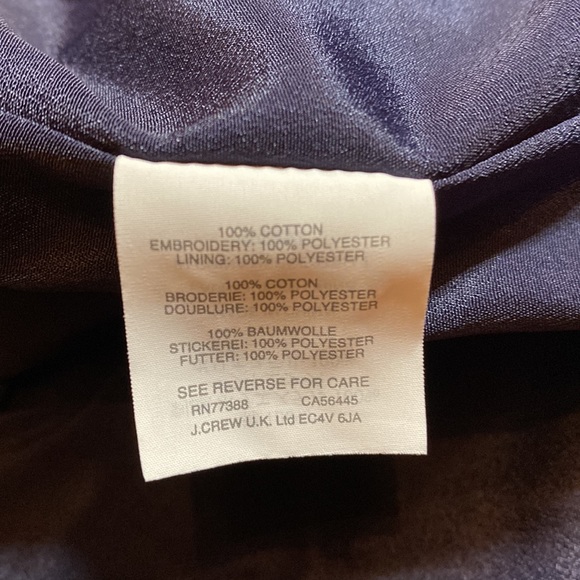 100% COTTON
EMBROIDERY: 100% POLYESTER
LINING: 100% POLYESTER
100% COTON
BRODERIE: 100% POLYESTER
DOUBLURE: 100% POLYESTER
100% BAUMWOLLE
STICKEREI: 100% POLYESTER
FUTTER: 100% POLYESTER
SEE REVERSE FOR CARE
RN77388 CA56445
J.CREW U.K. Ltd EC4V 6JA